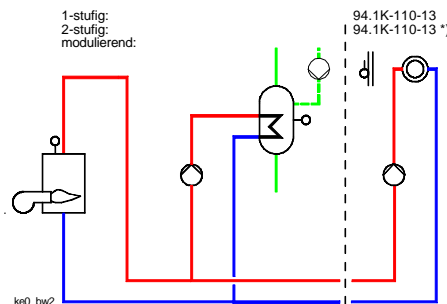 1-stufig:
2-stufig:
modulierend:
94.1K-110-13
94.1K-110-13 *)
ke0_bw2